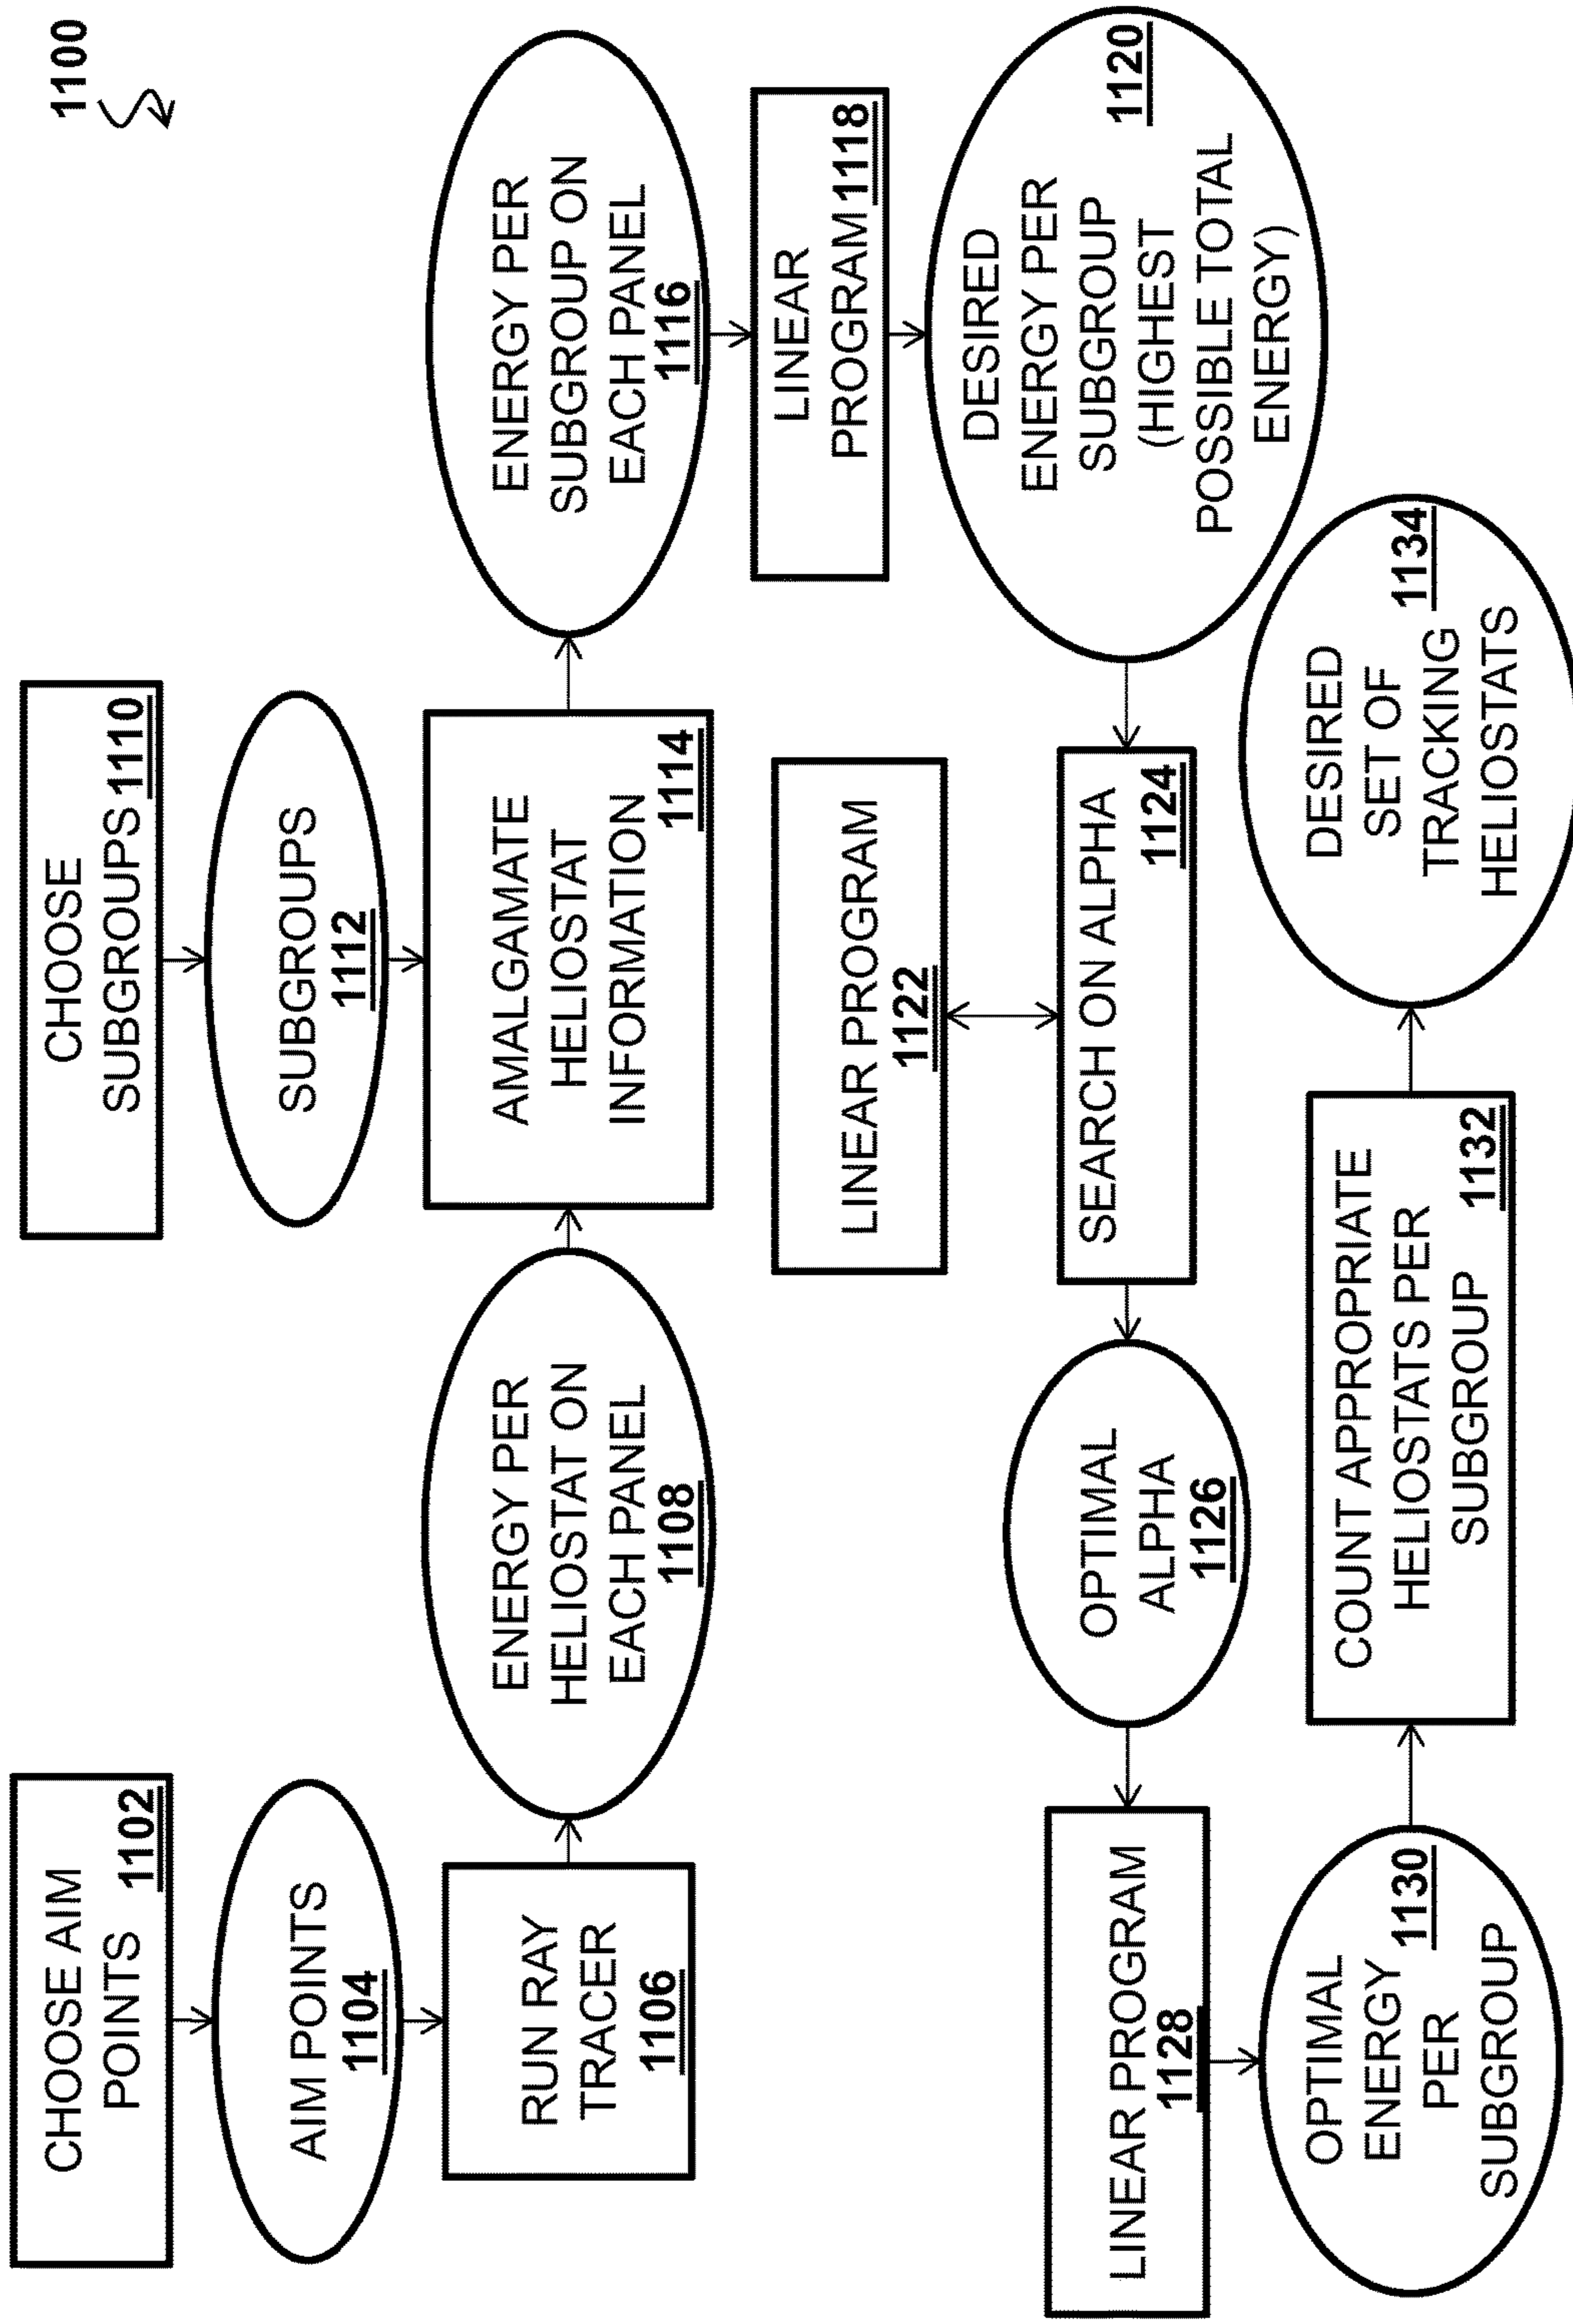 1100
CHOOSE AIM
POINTS 1102
AIM POINTS
1104
RUN RAY
TRACER
1106
ENERGY PER
HELIOSTAT ON
EACH PANEL
1108
CHOOSE
SUBGROUPS 1110
SUBGROUPS
1112
AMALGAMATE
HELIOSTAT
INFORMATION
1114
ENERGY PER
SUBGROUP ON
EACH PANEL
1116
LINEAR
PROGRAM 1118
DESIRED
ENERGY PER
SUBGROUP
(HIGHEST
POSSIBLE TOTAL
ENERGY)
1120
LINEAR PROGRAM
1122
SEARCH ON ALPHA
1124
OPTIMAL
ALPHA
1126
LINEAR PROGRAM
1128
OPTIMAL
ENERGY
PER
SUBGROUP
1130
COUNT APPROPRIATE
HELIOSTATS PER
SUBGROUP
1132
DESIRED
SET OF
TRACKING
HELIOSTATS
1134